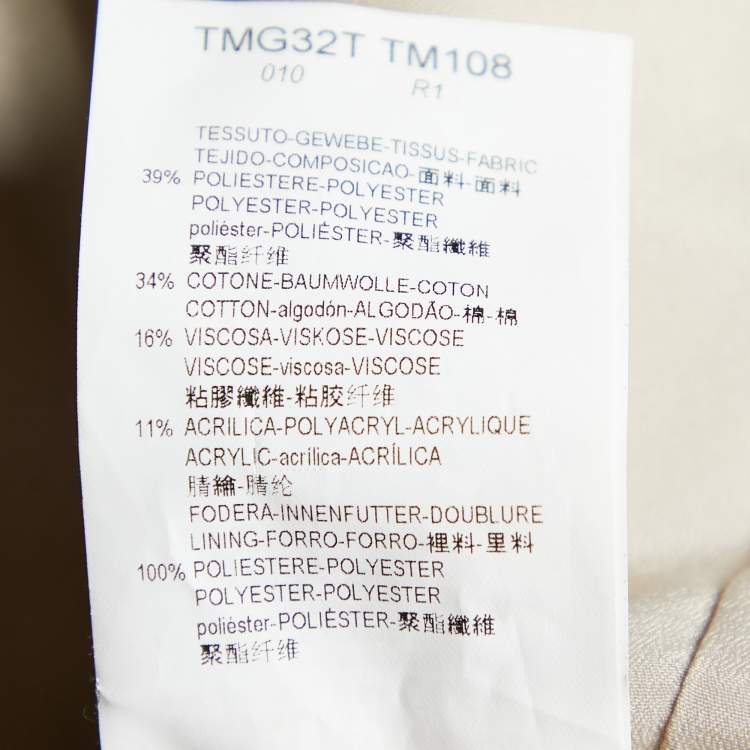 TMG32T TM108
010 R1
TESSUTO-GEWEBE-TISSUS-FABRIC
TEJIDO-COMPOSICAO-面料-面料
39% POLIESTERE-POLYESTER
POLYESTER-POLYESTER
poliéster-POLIÉSTER-聚酯纖維
聚酯纤维
34% COTONE-BAUMWOLLE-COTON
COTTON-algodón-ALGODÃO-棉-棉
16% VISCOSA-VISKOSE-VISCOSE
VISCOSE-viscosa-VISCOSE
粘膠纖維-粘胶纤维
11% ACRILICA-POLYACRYL-ACRYLIQUE
ACRYLIC-acrílica-ACRÍLICA
腈綸-腈纶
FODERA-INNENFUTTER-DOUBLURE
LINING-FORRO-FORRO-裡料-里料
100% POLIESTERE-POLYESTER
POLYESTER-POLYESTER
poliéster-POLIÉSTER-聚酯纖維
聚酯纤维